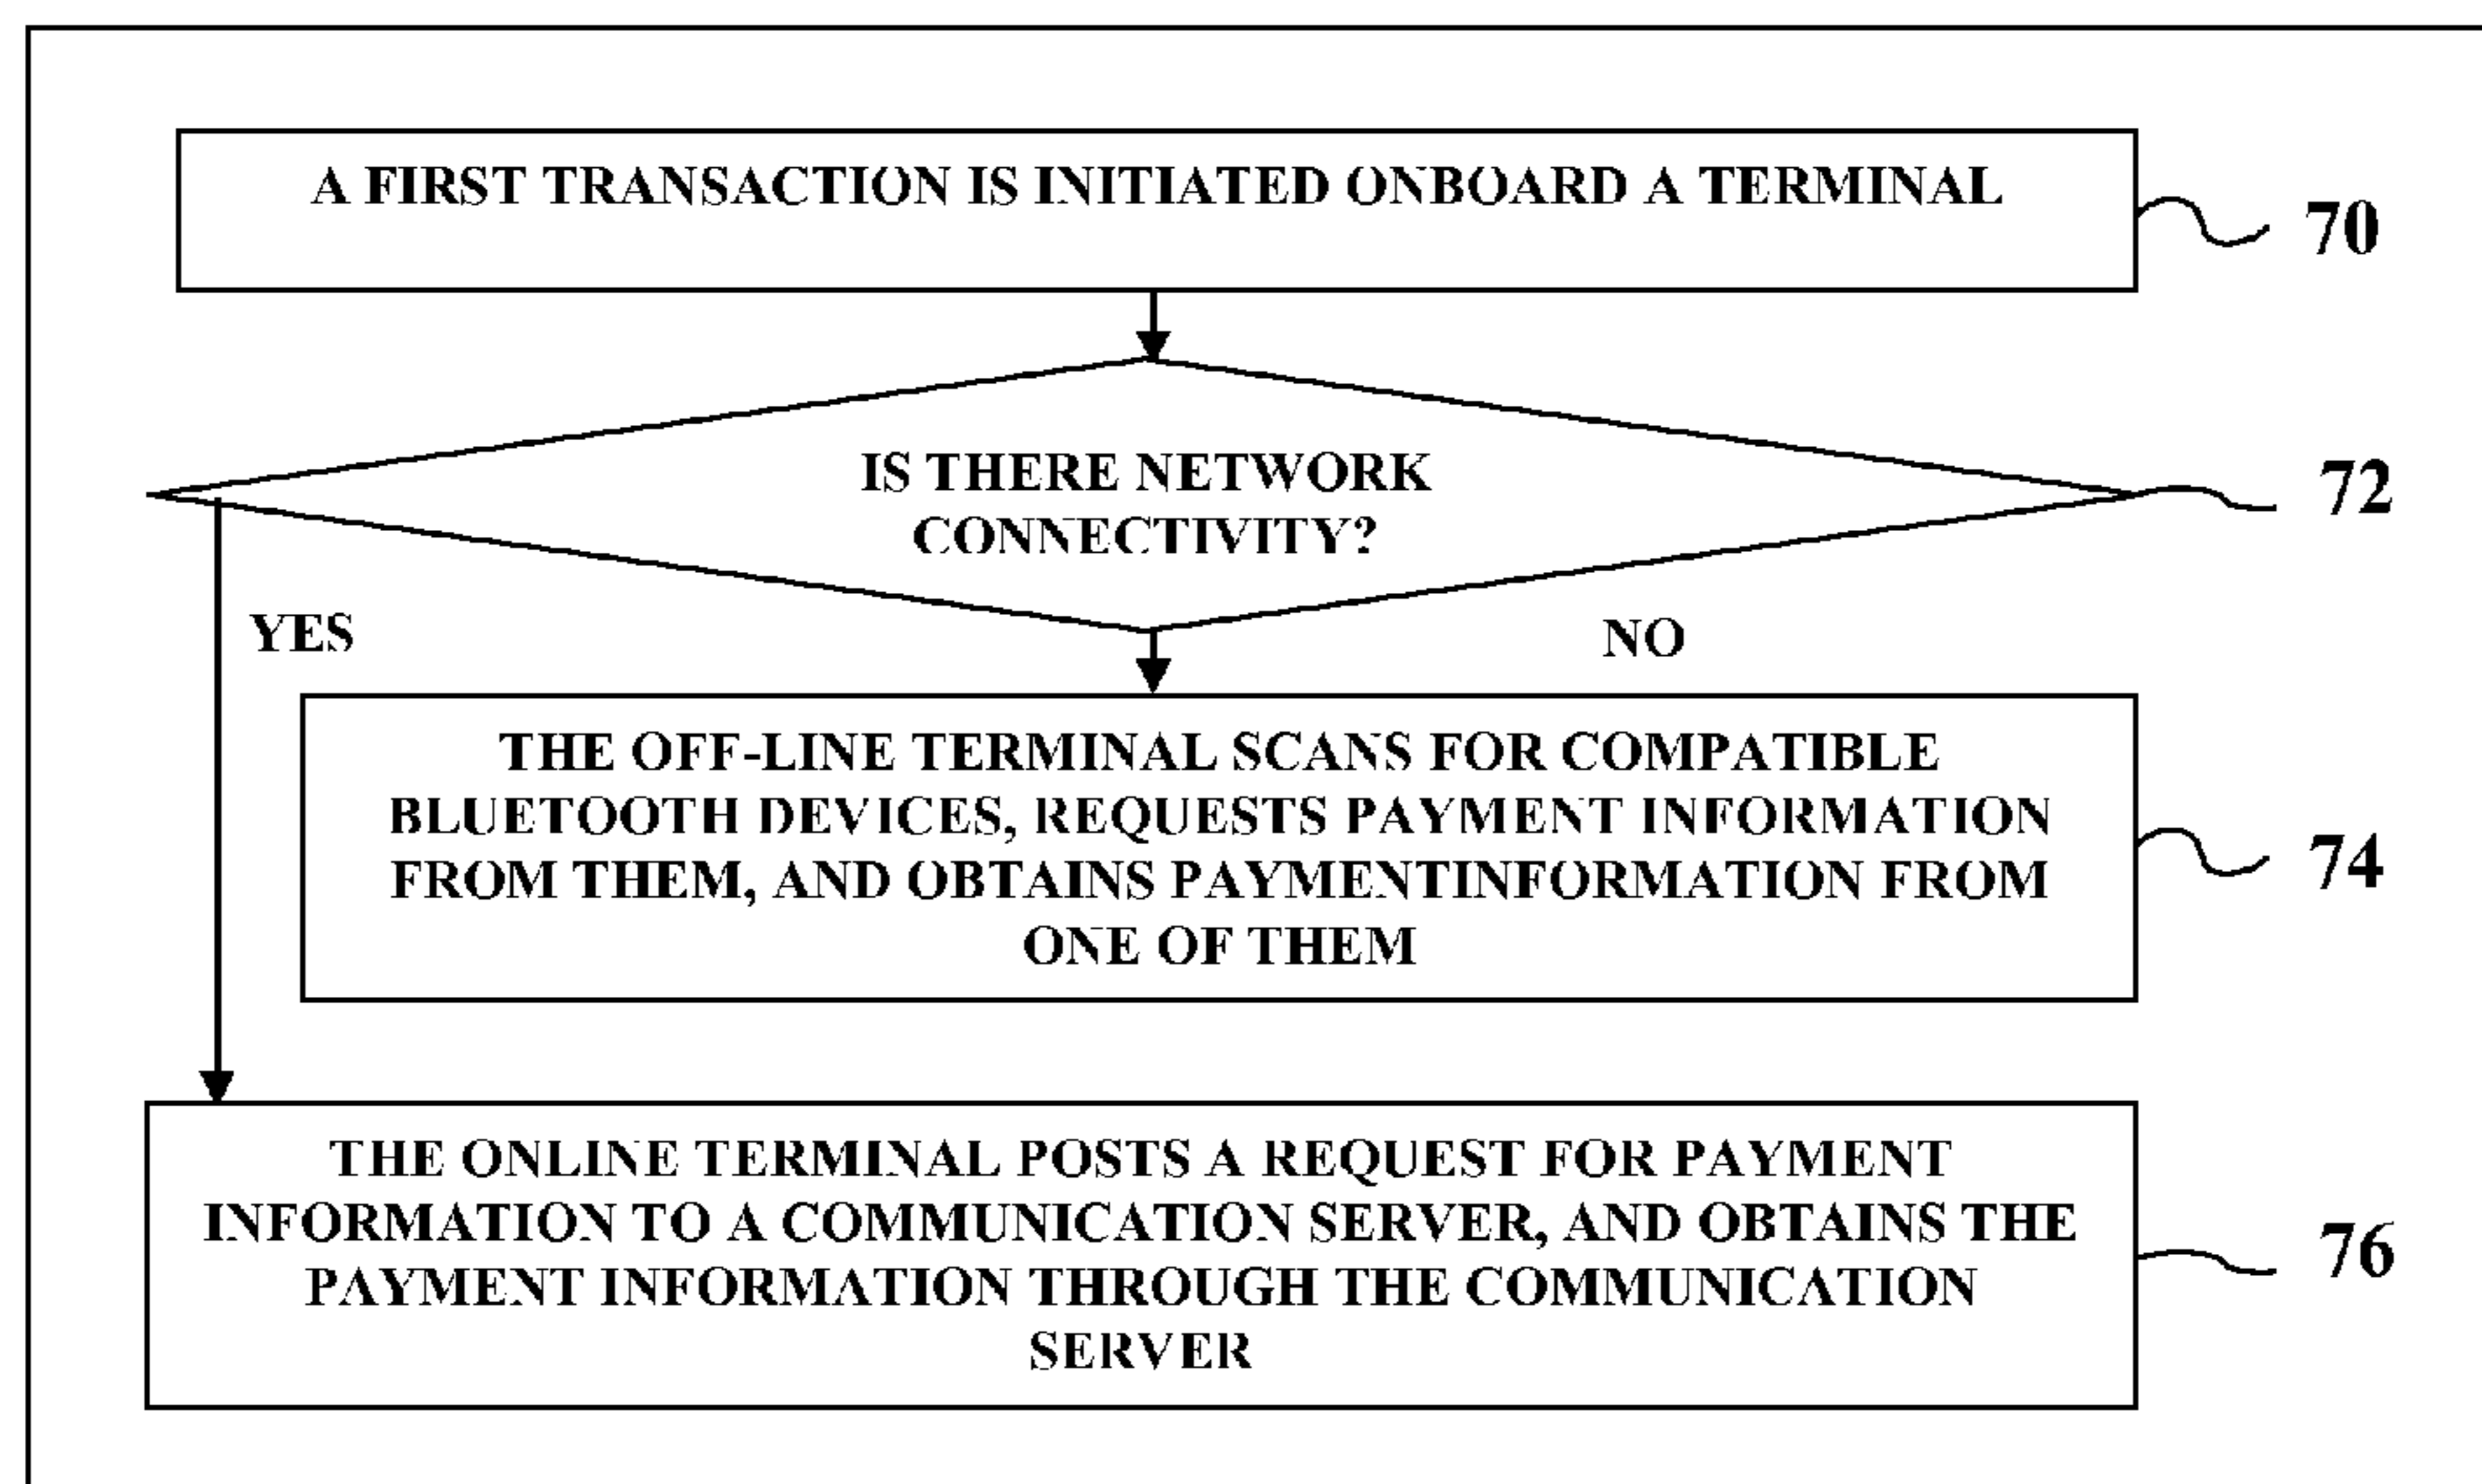 A FIRST TRANSACTION IS INITIATED ONBOARD A TERMINAL
70
IS THERE NETWORK
CONNECTIVITY?
72
YES
NO
THE OFF-LINE TERMINAL SCANS FOR COMPATIBLE
BLUETOOTH DEVICES, REQUESTS PAYMENT INFORMATION
FROM THEM, AND OBTAINS PAYMENTINFORMATION FROM
ONE OF THEM
74
THE ONLINE TERMINAL POSTS A REQUEST FOR PAYMENT
INFORMATION TO A COMMUNICATION SERVER, AND OBTAINS THE
PAYMENT INFORMATION THROUGH THE COMMUNICATION
SERVER
76